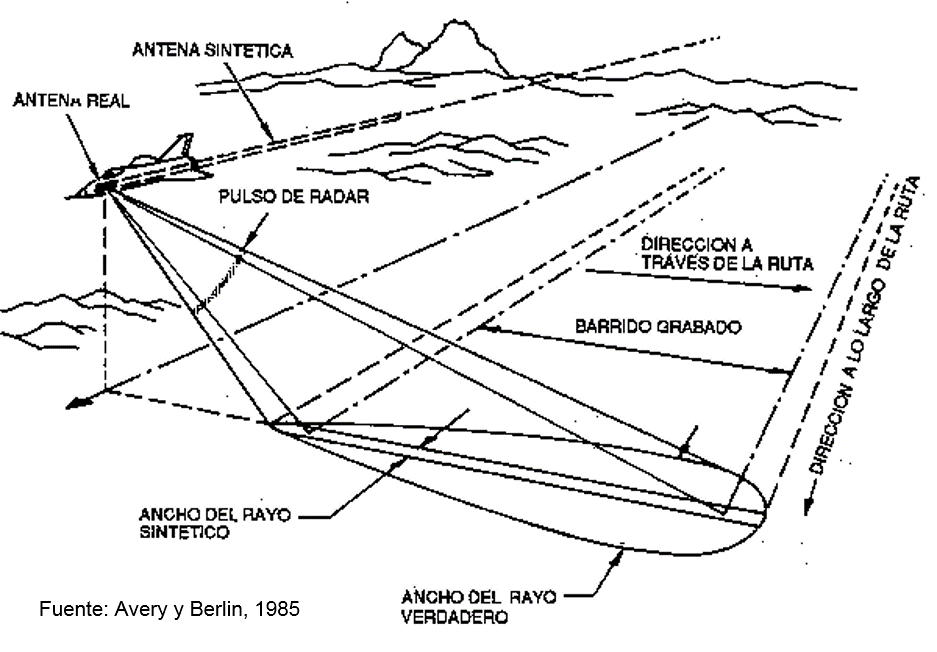 ANTENA SINTETICA
ANTENA REAL
PULSO DE RADAR
DIRECCION A
TRAVES DE LA RUTA
BARRIDO GRABADO
DIRECCION A LO LARGO DE LA RUTA
ANCHO DEL RAYO
SINTETICO
ANCHO DEL RAYO
VERDADERO
Fuente: Avery y Berlin, 1985